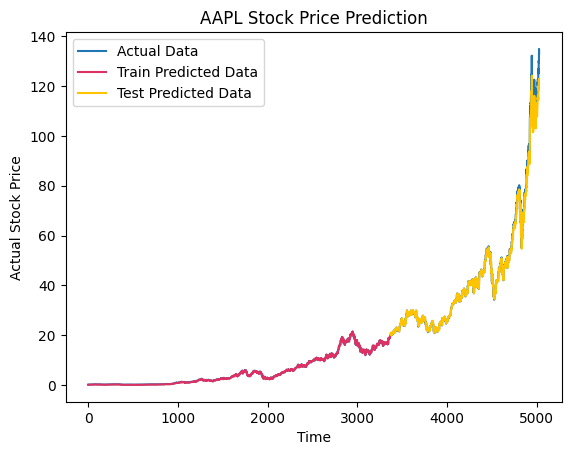 AAPL Stock Price Prediction
Actual Data
Train Predicted Data
Test Predicted Data
Actual Stock Price
140
120
100
80
60
40
20
0
0 1000 2000 3000 4000 5000
Time